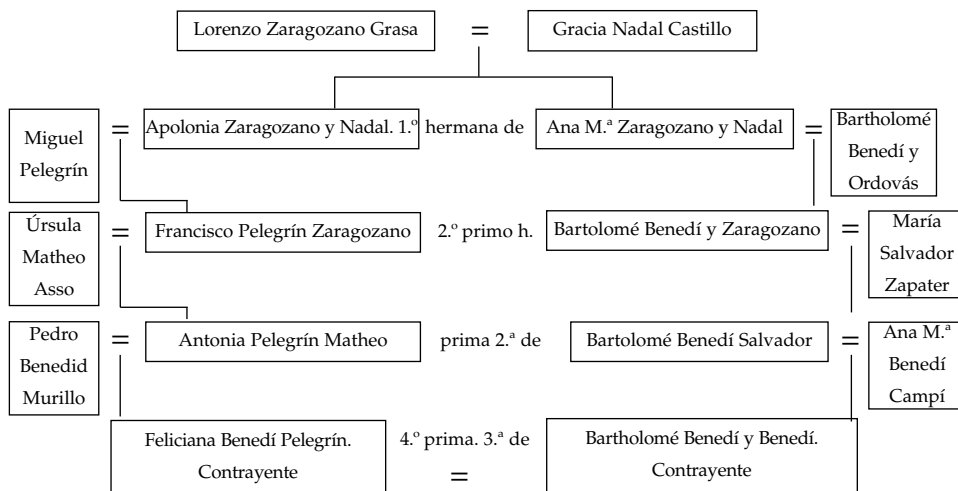 Lorenzo Zaragozano Grasa = Gracia Nadal Castillo
Miguel
Pelegrín
= Apolonia Zaragozano y Nadal. 1.º hermana de Ana M.ª Zaragozano y Nadal =
Bartholomé
Benedí y
Ordovás
Úrsula
Matheo
Asso
= Francisco Pelegrín Zaragozano 2.º primo h. Bartolomé Benedí y Zaragozano =
María
Salvador
Zapater
Pedro
Benedid
Murillo
= Antonia Pelegrín Matheo prima 2.ª de Bartolomé Benedí Salvador =
Ana M.ª
Benedí
Campí
Feliciana Benedí Pelegrín.
Contrayente
4.º prima. 3.ª de
=
Bartholomé Benedí y Benedí.
Contrayente